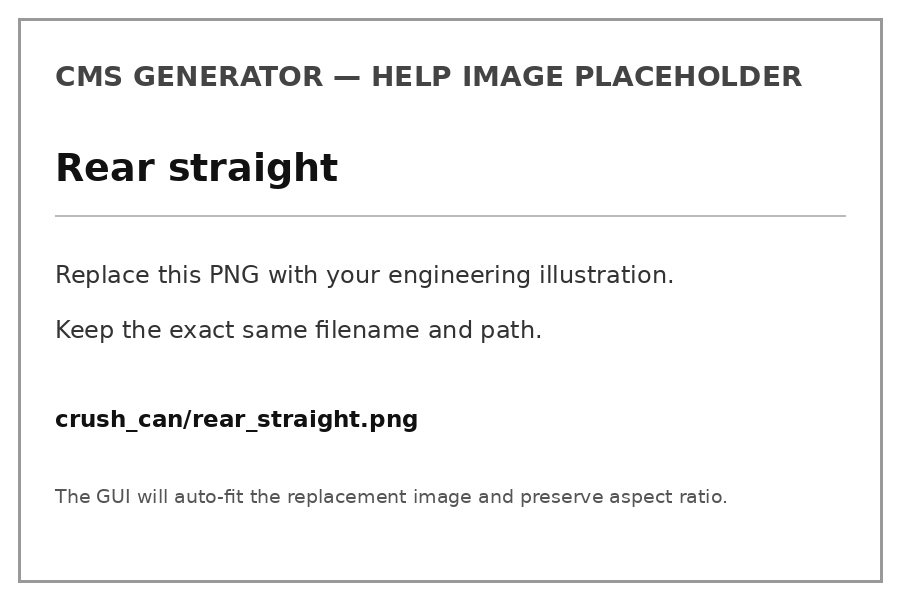 CMS GENERATOR — HELP IMAGE PLACEHOLDER
Rear straight
Replace this PNG with your engineering illustration.
Keep the exact same filename and path.
crush_can/rear_straight.png
The GUI will auto-fit the replacement image and preserve aspect ratio.